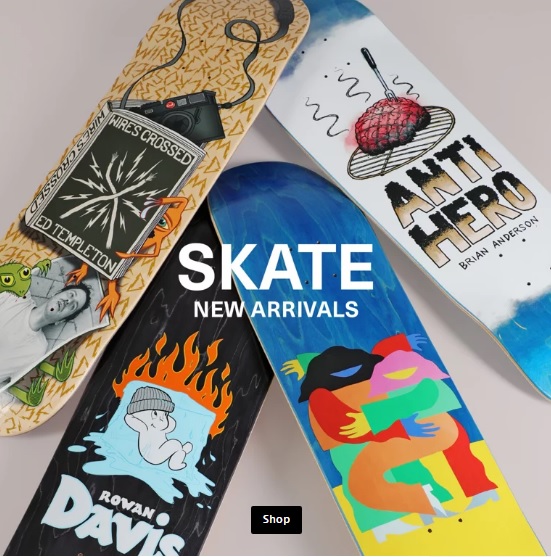 WIRES CROSSED
WIRES CROSSED
ED TEMPLETON
ANTI
HERO
BRIAN ANDERSON
SKATE
NEW ARRIVALS
ROWAN
DAVIS
Shop